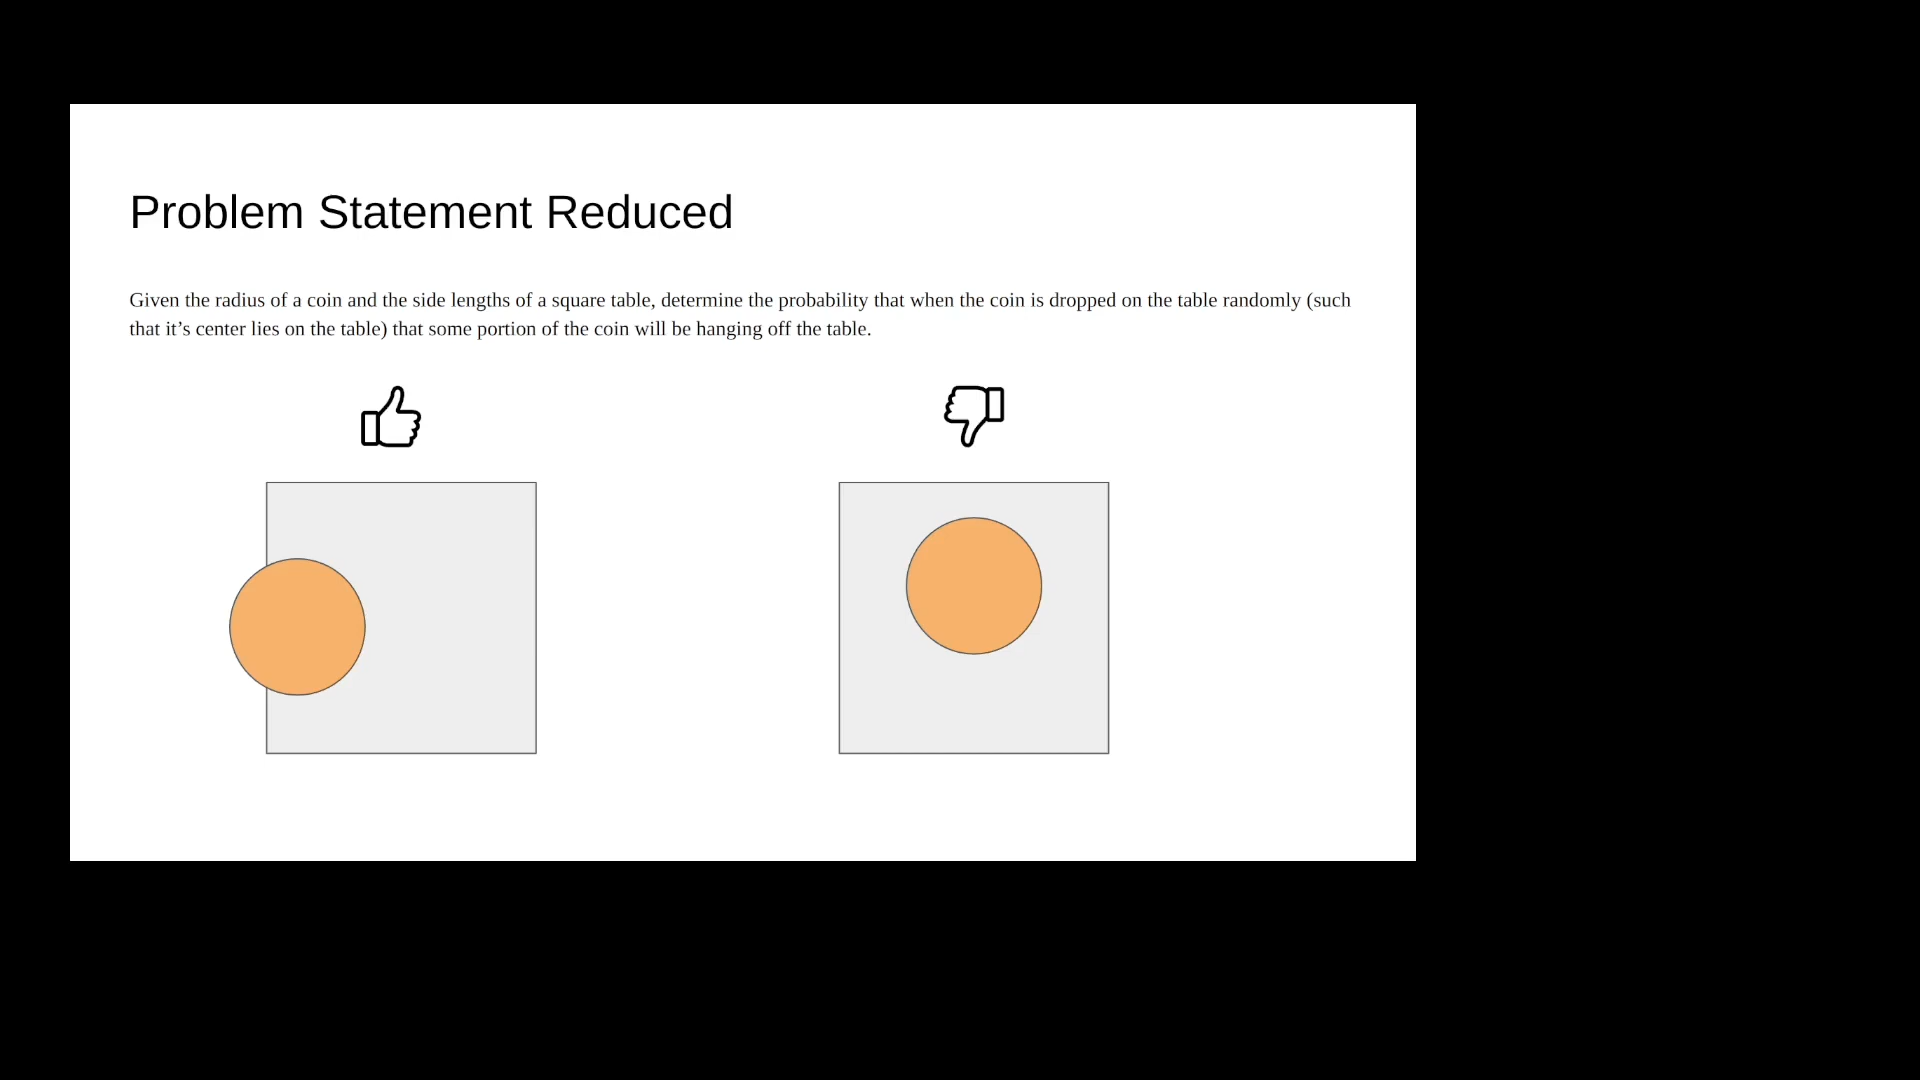 Problem Statement Reduced
Given the radius of a coin and the side lengths of a square table, determine the probability that when the coin is dropped on the table randomly (such
that it’s center lies on the table) that some portion of the coin will be hanging off the table.